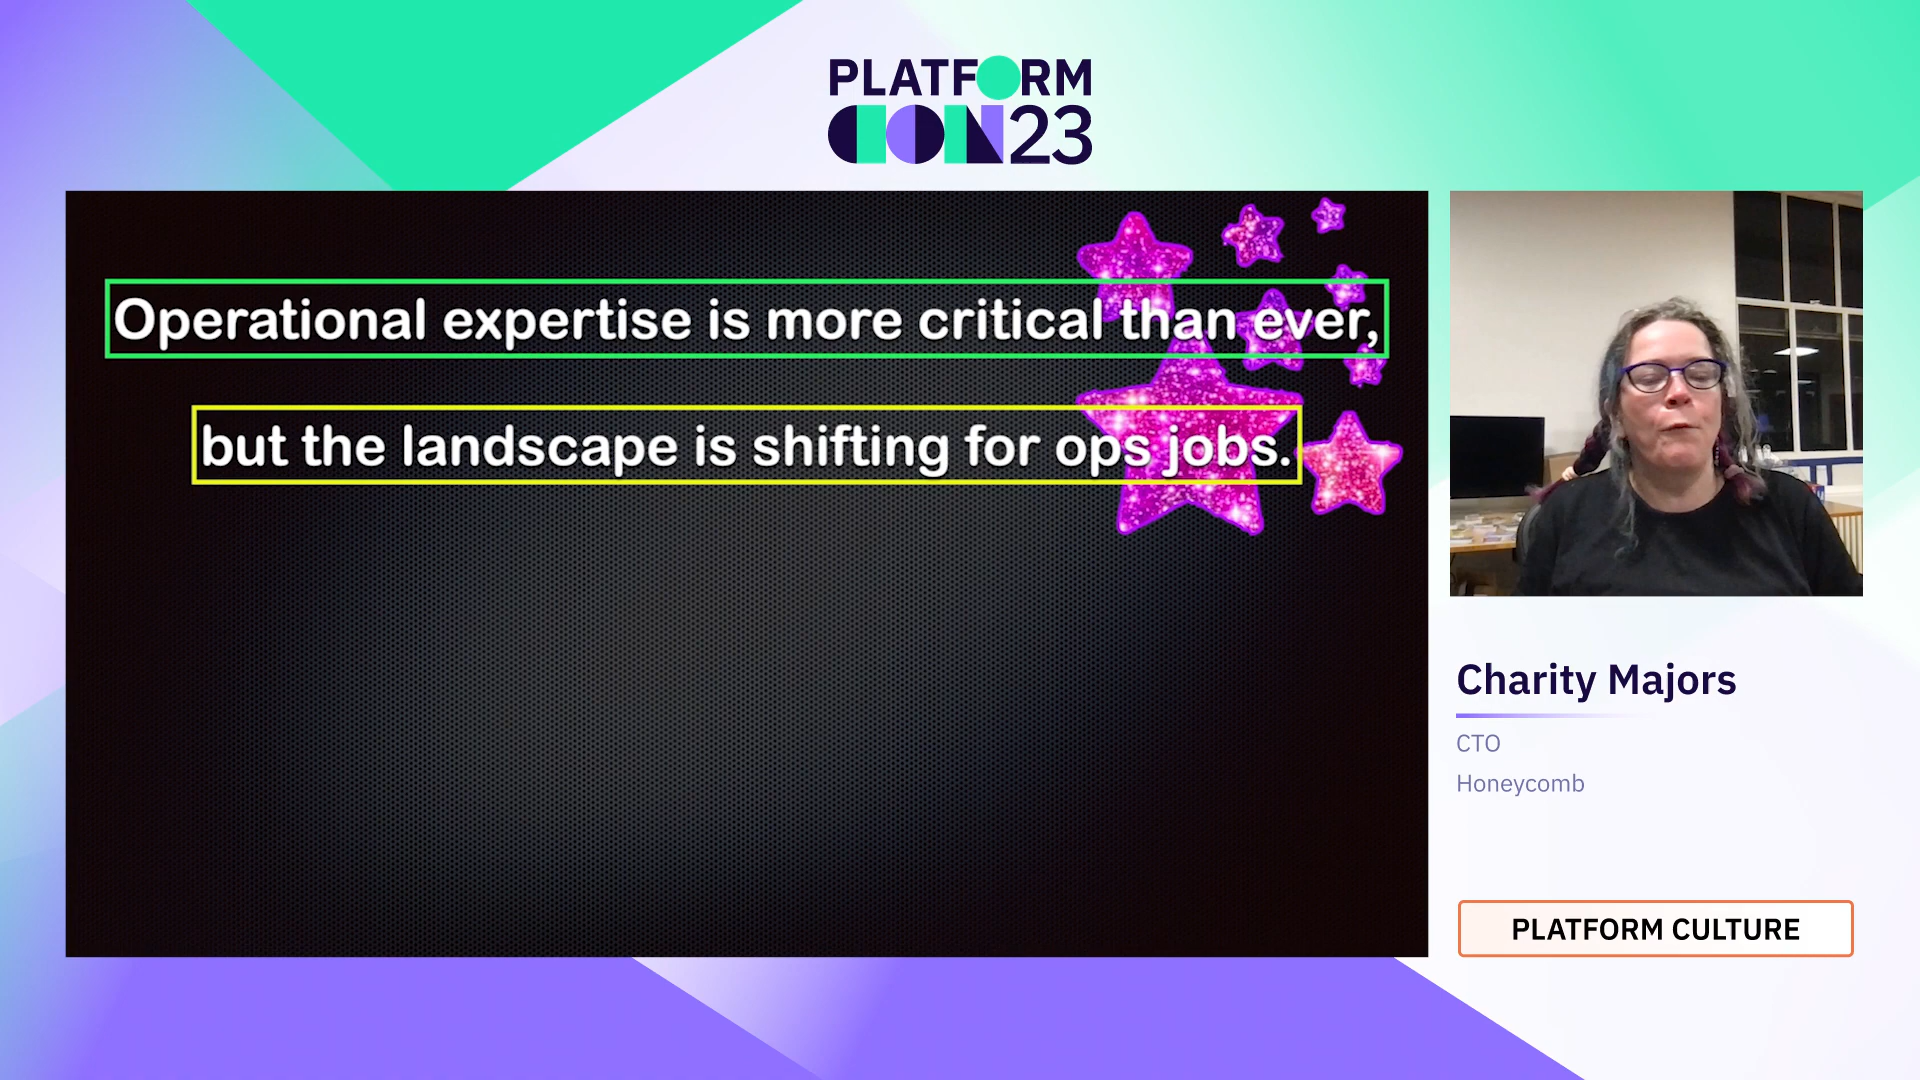 PLATFORM
CON23
Operational expertise is more critical than ever,
but the landscape is shifting for ops jobs.
Charity Majors
CTO
Honeycomb
PLATFORM CULTURE